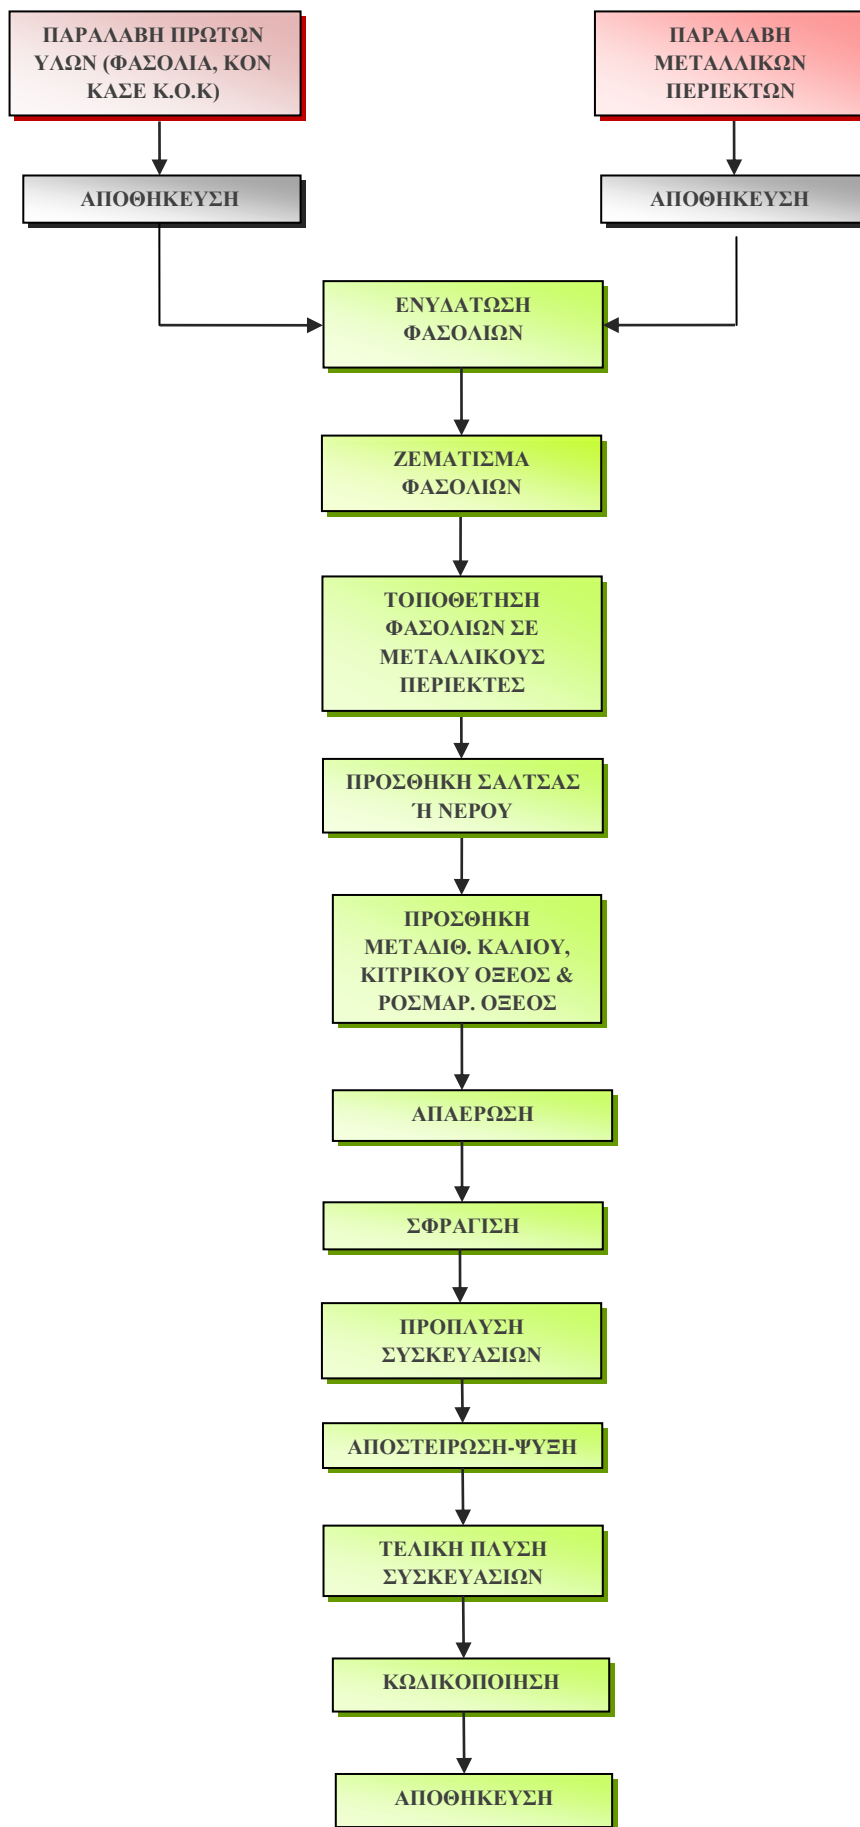 ΠΑΡΑΛΑΒΗ ΠΡΩΤΩΝ
ΥΛΩΝ (ΦΑΣΟΛΙΑ, ΚΟΝ
ΚΑΣΕ Κ.Ο.Κ)
ΠΑΡΑΛΑΒΗ
ΜΕΤΑΛΛΙΚΩΝ
ΠΕΡΙΕΚΤΩΝ
ΑΠΟΘΗΚΕΥΣΗ
ΑΠΟΘΗΚΕΥΣΗ
ΕΝΥΔΑΤΩΣΗ
ΦΑΣΟΛΙΩΝ
ΖΕΜΑΤΙΣΜΑ
ΦΑΣΟΛΙΩΝ
ΤΟΠΟΘΕΤΗΣΗ
ΦΑΣΟΛΙΩΝ ΣΕ
ΜΕΤΑΛΛΙΚΟΥΣ
ΠΕΡΙΕΚΤΕΣ
ΠΡΟΣΘΗΚΗ ΣΑΛΤΣΑΣ
Ή ΝΕΡΟΥ
ΠΡΟΣΘΗΚΗ
ΜΕΤΑΔΙΘ. ΚΑΛΙΟΥ,
ΚΙΤΡΙΚΟΥ ΟΞΕΟΣ &
ΡΟΣΜΑΡ. ΟΞΕΟΣ
ΑΠΑΕΡΩΣΗ
ΣΦΡΑΓΙΣΗ
ΠΡΟΠΛΥΣΗ
ΣΥΣΚΕΥΑΣΙΩΝ
ΑΠΟΣΤΕΙΡΩΣΗ-ΨΥΞΗ
ΤΕΛΙΚΗ ΠΛΥΣΗ
ΣΥΣΚΕΥΑΣΙΩΝ
ΚΩΔΙΚΟΠΟΙΗΣΗ
ΑΠΟΘΗΚΕΥΣΗ